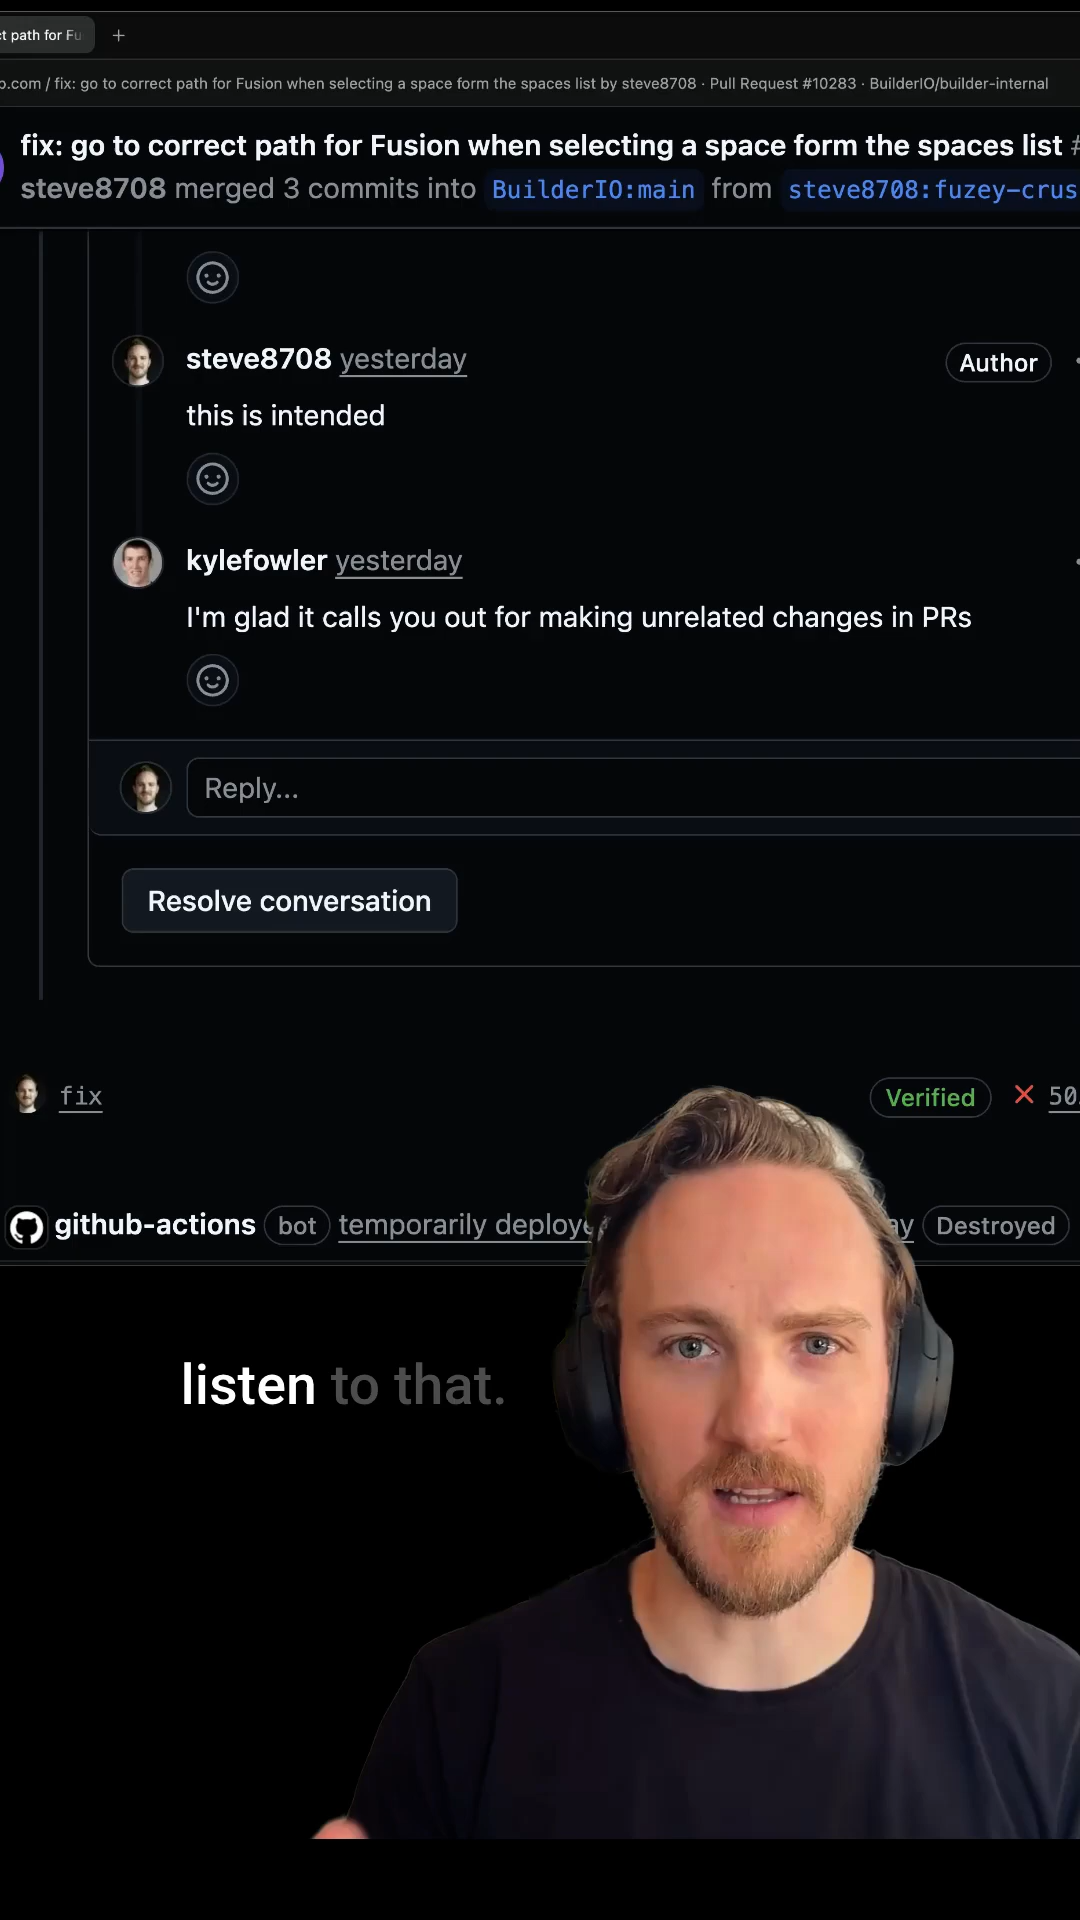 ct path for Fu
p.com / fix: go to correct path for Fusion when selecting a space form the spaces list by steve8708 · Pull Request #10283 · BuilderIO/builder-internal
fix: go to correct path for Fusion when selecting a space form the spaces list #
steve8708 merged 3 commits into BuilderIO:main from steve8708:fuzey-crus
steve8708 yesterday
Author
this is intended
kylefowler yesterday
I'm glad it calls you out for making unrelated changes in PRs
Reply...
Resolve conversation
fix
Verified
50
github-actions bot temporarily deploye ay Destroyed
listen to that.